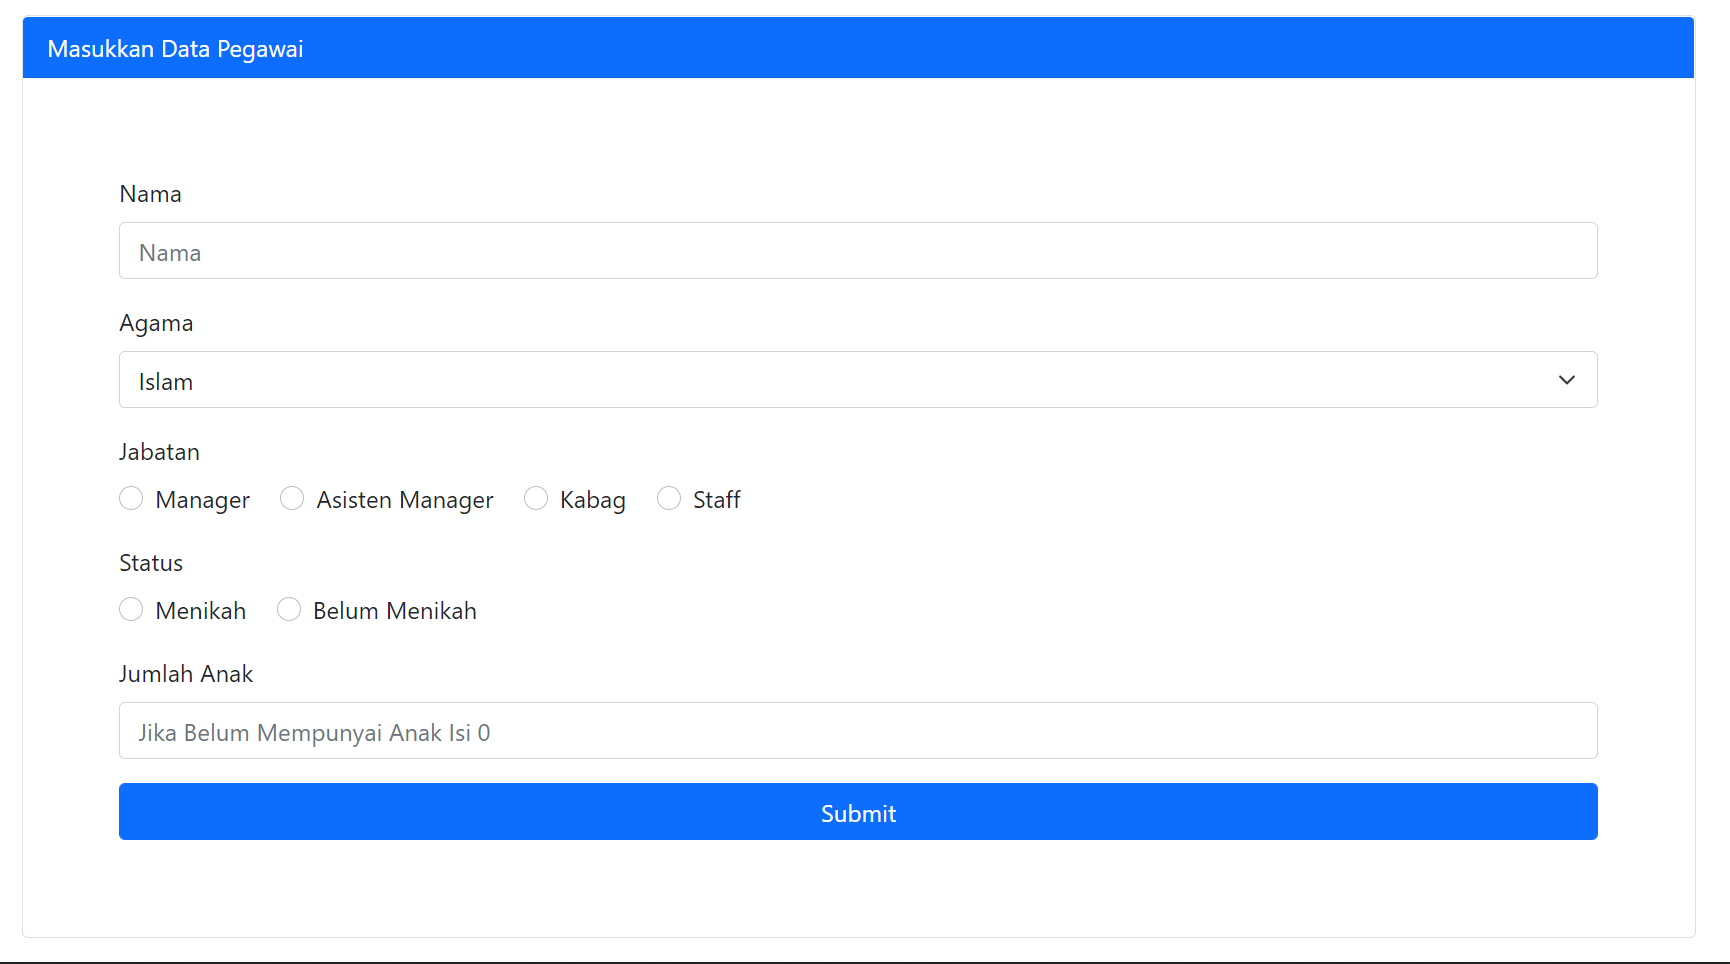 Masukkan Data Pegawai
Nama
Nama
Agama
Islam
Jabatan
Manager Asisten Manager Kabag Staff
Status
Menikah Belum Menikah
Jumlah Anak
Jika Belum Mempunyai Anak Isi 0
Submit